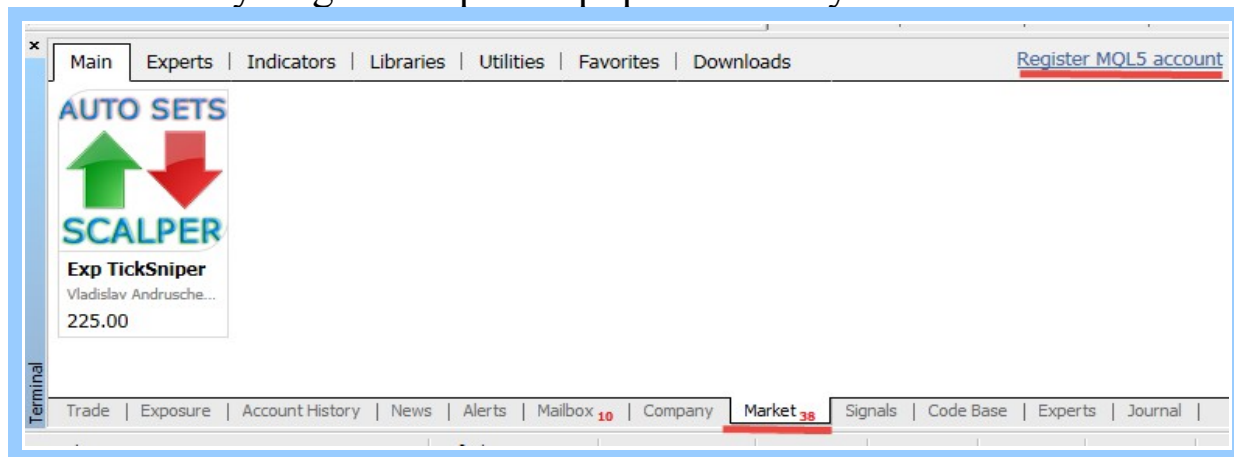 Main | Experts | Indicators | Libraries | Utilities | Favorites | Downloads Register MQL5 account
AUTO SETS
SCALPER
Exp TickSniper
Vladislav Andrusche...
225.00
Terminal
Trade | Exposure | Account History | News | Alerts | Mailbox 10 | Company Market 38 Signals | Code Base | Experts | Journal |